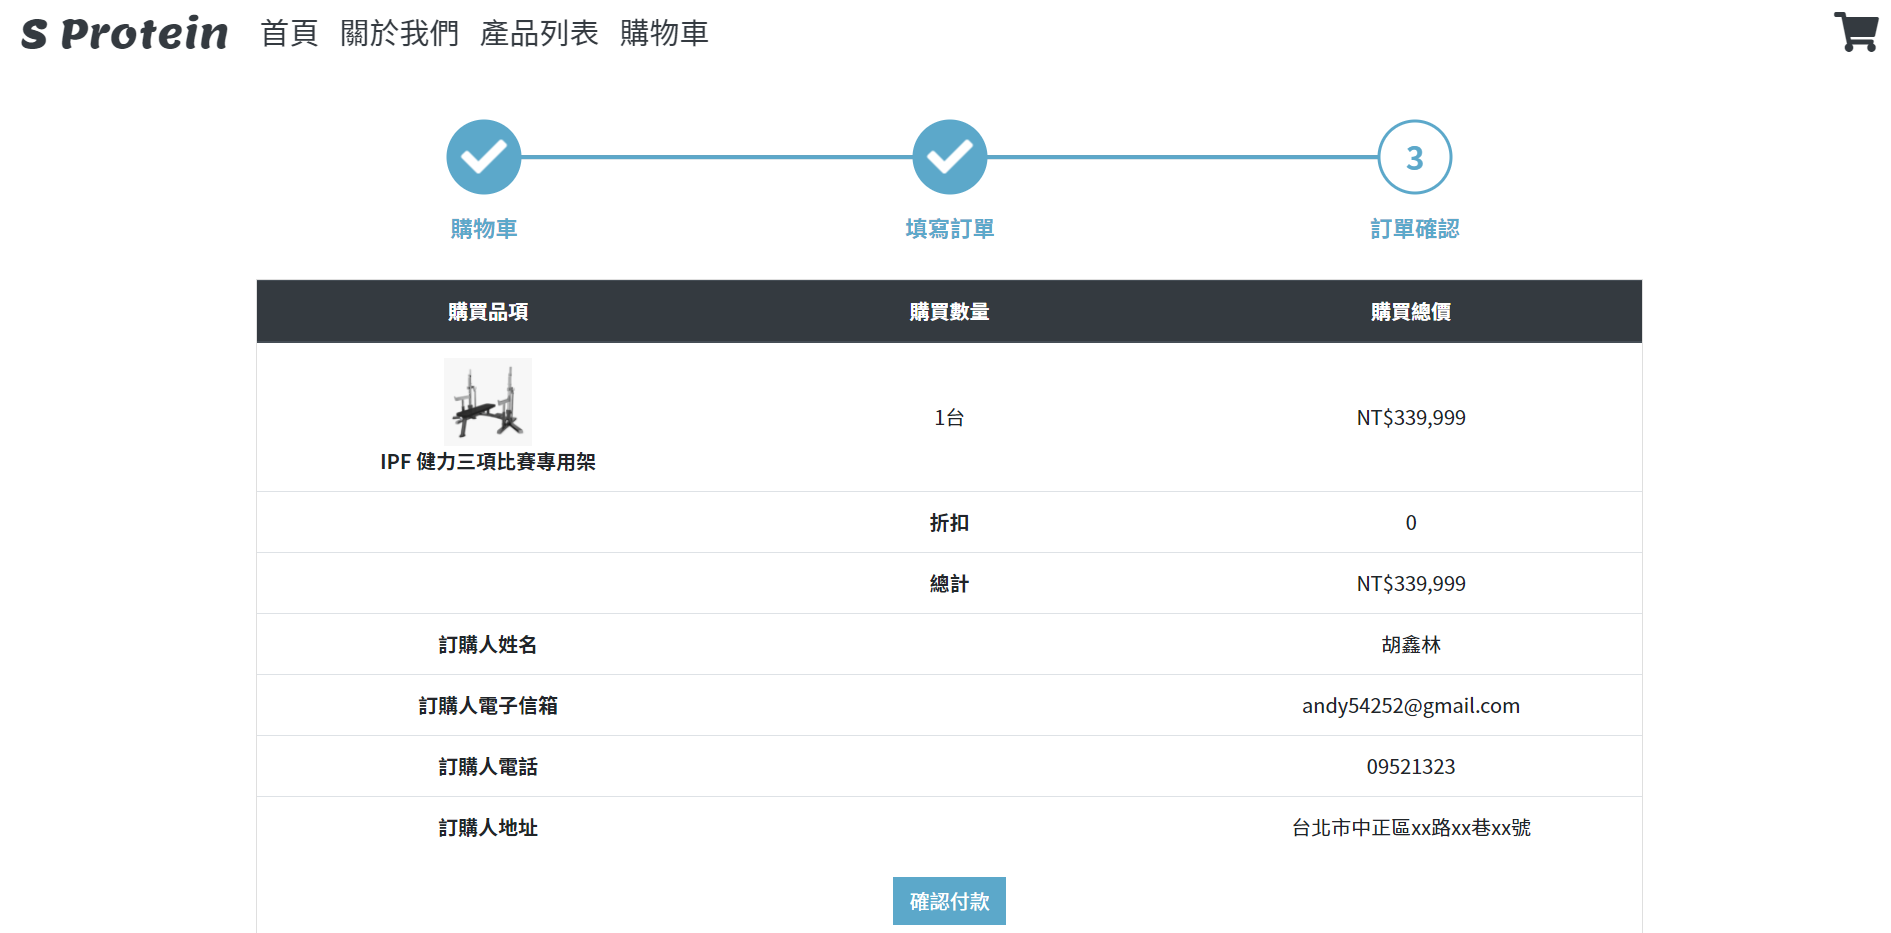 S Protein 首頁 關於我們 產品列表 購物車
3
購物車 填寫訂單 訂單確認
購買品項 購買數量 購買總價
1台 NT$339,999
IPF 健力三項比賽專用架
折扣 0
總計 NT$339,999
訂購人姓名 胡鑫林
訂購人電子信箱 andy54252@gmail.com
訂購人電話 09521323
訂購人地址 台北市中正區xx路xx巷xx號
確認付款